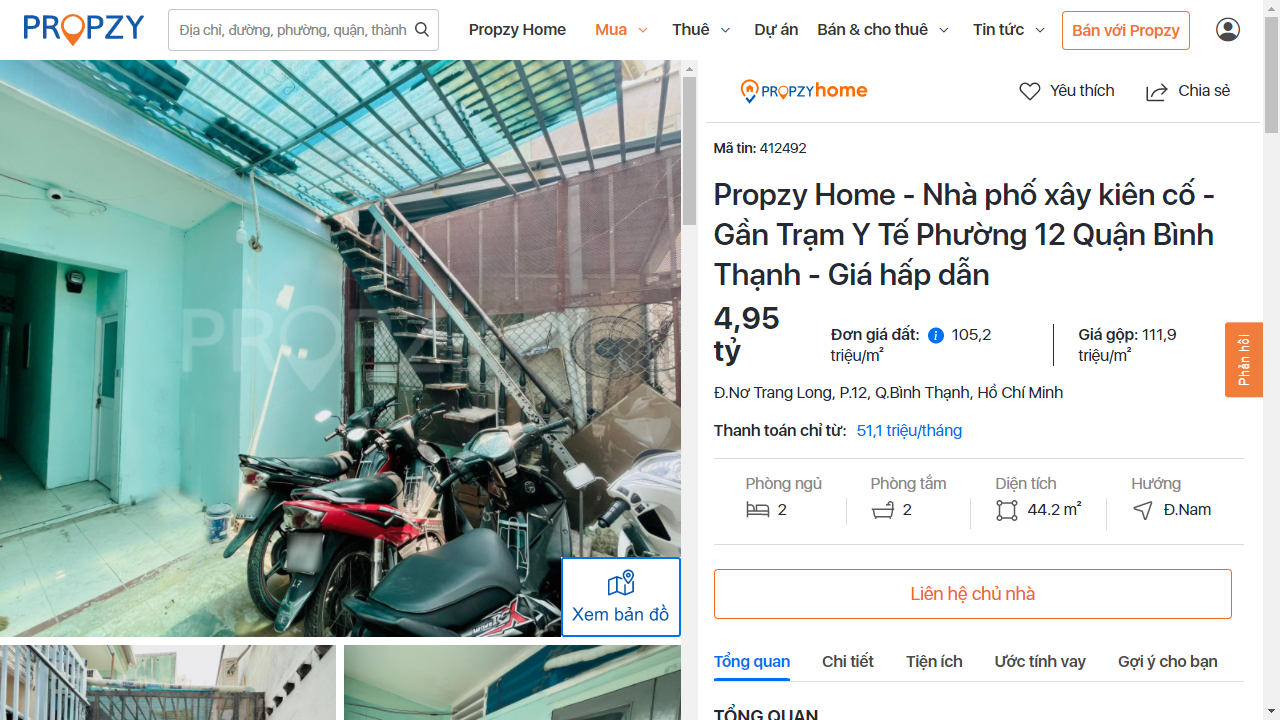 PROPZY
Địa chỉ, đường, phường, quận, thành
Propzy Home
Mua
Thuê
Dự án
Bán & cho thuê
Tin tức
Bán với Propzy
PROPZY
Xem bản đồ
PROPZY home
Yêu thích
Chia sẻ
Mã tin: 412492
Propzy Home - Nhà phố xây kiên cố -
Gần Trạm Y Tế Phường 12 Quận Bình
Thạnh - Giá hấp dẫn
4,95
tỷ
Đơn giá đất: i 105,2
triệu/m²
Giá gộp: 111,9
triệu/m²
Phản hồi
Đ.Nơ Trang Long, P.12, Q.Bình Thạnh, Hồ Chí Minh
Thanh toán chỉ từ: 51,1 triệu/tháng
Phòng ngủ
2
Phòng tắm
2
Diện tích
44.2 m²
Hướng
Đ.Nam
Liên hệ chủ nhà
Tổng quan
Chi tiết
Tiện ích
Ước tính vay
Gợi ý cho bạn
TỔNG QUAN